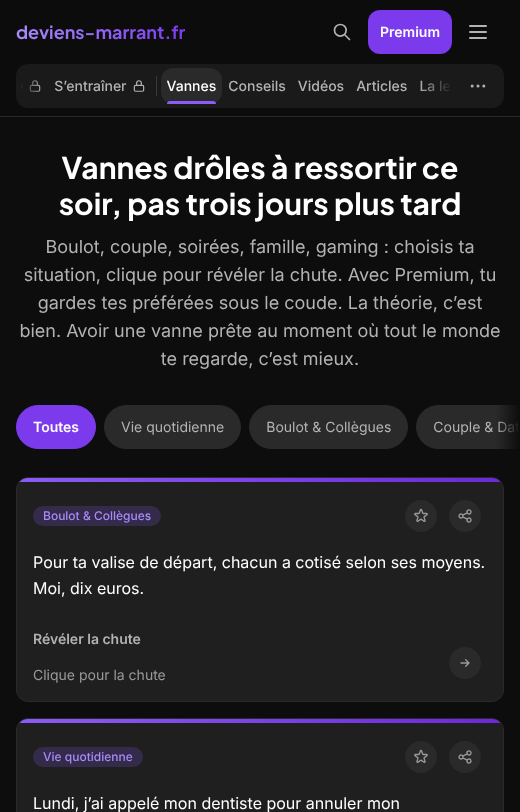 deviens-marrant.fr
Premium
S'entraîner Vannes Conseils Vidéos Articles La le
Vannes drôles à ressortir ce
soir, pas trois jours plus tard
Boulot, couple, soirées, famille, gaming : choisis ta
situation, clique pour révéler la chute. Avec Premium, tu
gardes tes préférées sous le coude. La théorie, c'est
bien. Avoir une vanne prête au moment où tout le monde
te regarde, c'est mieux.
Toutes Vie quotidienne Boulot & Collègues Couple & Dat
Boulot & Collègues
Pour ta valise de départ, chacun a cotisé selon ses moyens.
Moi, dix euros.
Révéler la chute
Clique pour la chute
Vie quotidienne
Lundi, j'ai appelé mon dentiste pour annuler mon